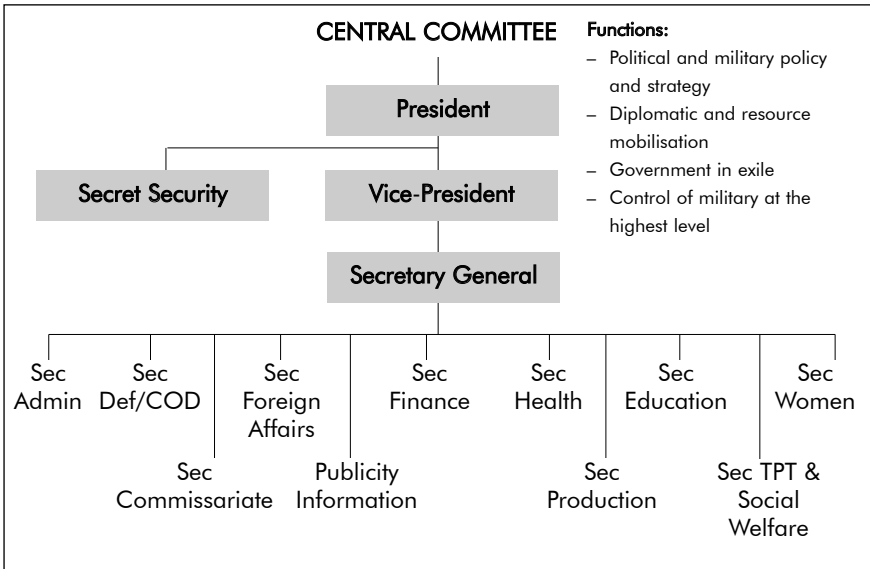 CENTRAL COMMITTEE
Functions:
– Political and military policy
and strategy
– Diplomatic and resource
mobilisation
– Government in exile
– Control of military at the
highest level
President
Secret Security
Vice-President
Secretary General
Sec
Admin
Sec
Def/COD
Sec
Foreign
Affairs
Sec
Finance
Sec
Health
Sec
Education
Sec
Women
Sec
Commissariate
Publicity
Information
Sec
Production
Sec TPT &
Social
Welfare